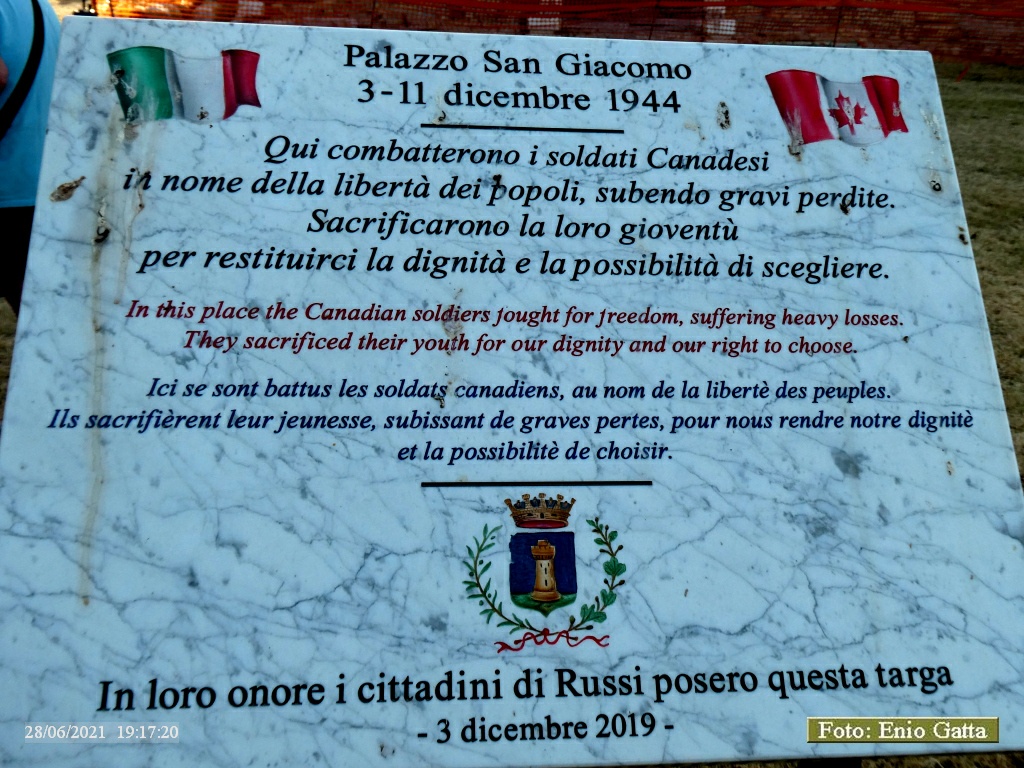 Palazzo San Giacomo
3-11 dicembre 1944
Qui combatterono i soldati Canadesi
in nome della libertà dei popoli, subendo gravi perdite.
Sacrificarono la loro gioventù
per restituirci la dignità e la possibilità di scegliere.
In this place the Canadian soldiers fought for freedom, suffering heavy losses.
They sacrificed their youth for our dignity and our right to choose.
Ici se sont battus les soldats canadiens, au nom de la libertè des peuples.
Ils sacrifièrent leur jeunesse, subissant de graves pertes, pour nous rendre notre dignitè
et la possibilitè de choisir.
In loro onore i cittadini di Russi posero questa targa
- 3 dicembre 2019 -
28/06/2021 19:17:20
Foto: Enio Gatta